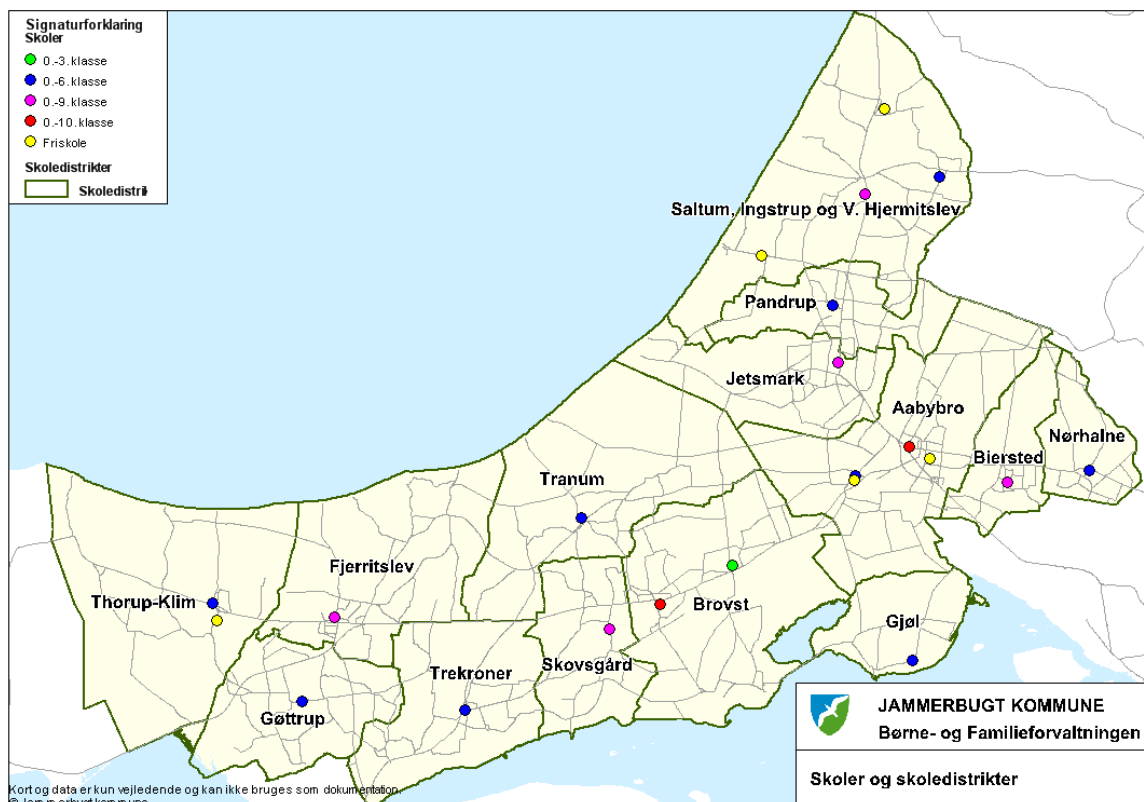 Signaturforklaring
Skoler
0.-3.klasse
0.-6.klasse
0.-9.klasse
0.-10.klasse
Friskole
Skoledistrikter
Skoledistrik
Saltum, Ingstrup og V. Hjermitslev
Pandrup
Jetsmark
Aabybro
Nørhalne
Biersted
Tranum
Fjerritslev
Thorup-Klim
Brovst
Gjøl
Skovsgård
Trekroner
Gøttrup
JAMMERBUGT KOMMUNE
Børne- og Familieforvaltningen
Skoler og skoledistrikter
Kort og data er kun vejledende og kan ikke bruges som dokumentation.